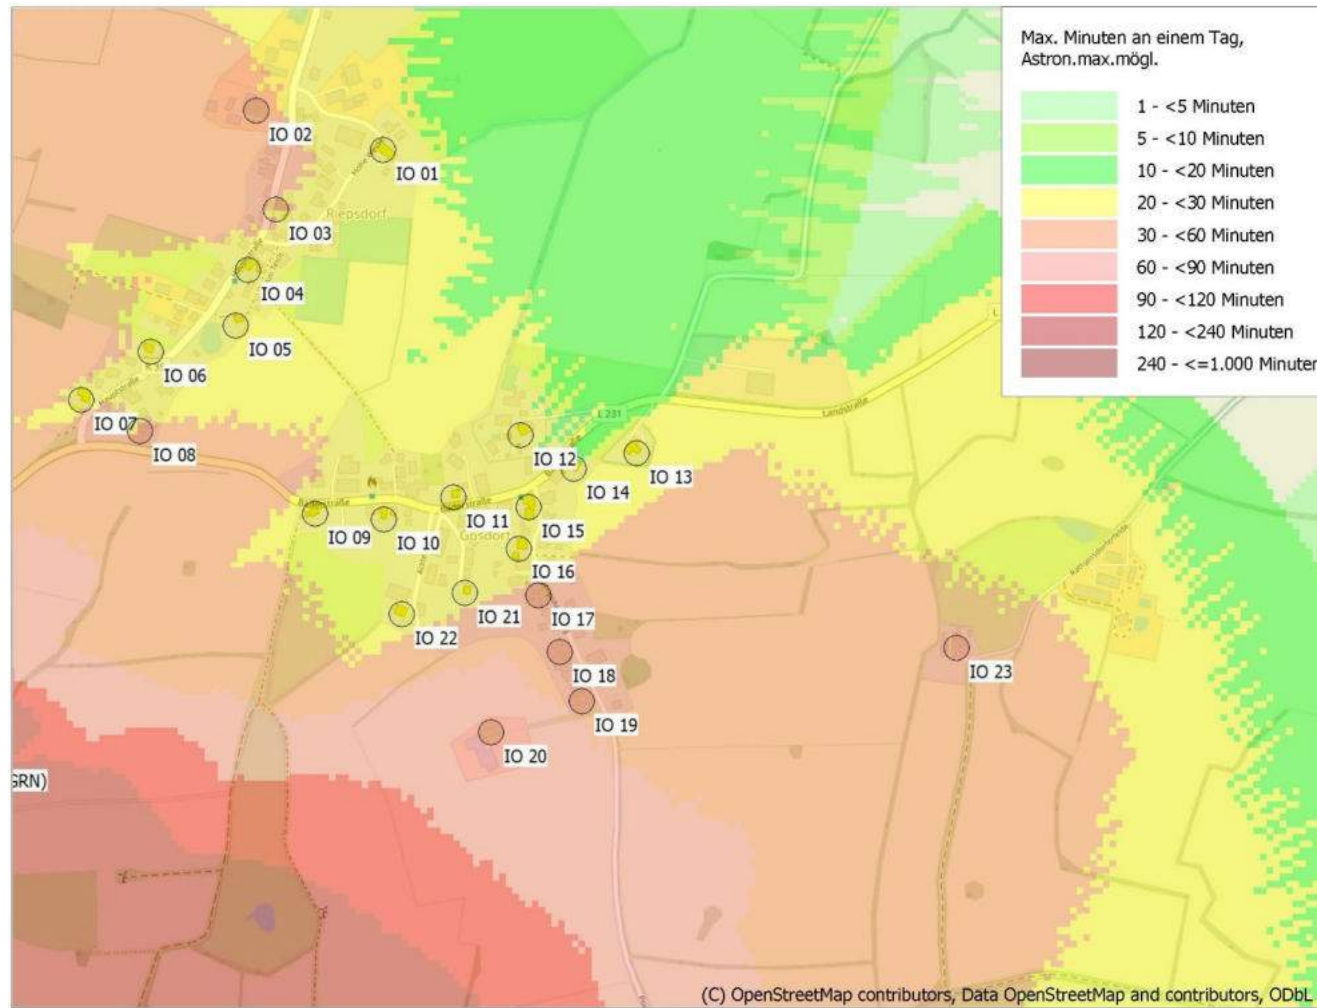 Max. Minuten an einem Tag,
Astron.max.mögl.
1 - <5 Minuten
5 - <10 Minuten
10 - <20 Minuten
20 - <30 Minuten
30 - <60 Minuten
60 - <90 Minuten
90 - <120 Minuten
120 - <240 Minuten
240 - <=1.000 Minuten
IO 02
IO 01
Riepsdorf
IO 03
IO 04
IO 05
IO 06
Hauptstraße
IO 07
IO 08
L 231
L
Landstraße
IO 12
IO 13
IO 14
IO 11
IO 15
IO 09
IO 10
Gosdorf
IO 16
IO 21
IO 17
IO 22
IO 18
IO 23
IO 19
IO 20
GRN)
(C) OpenStreetMap contributors, Data OpenStreetMap and contributors, ODbL